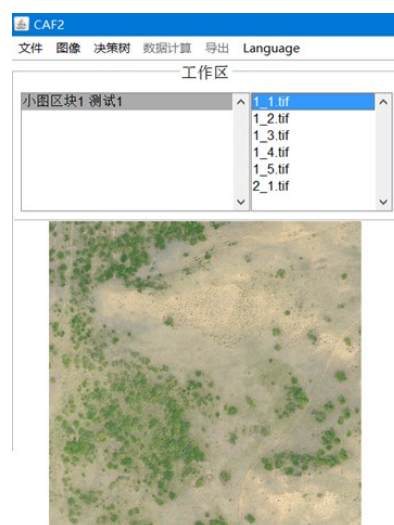 CAF2
文件 图像 决策树 数据计算 导出 Language
工作区
小图区块1 测试1
1_1.tif
1_2.tif
1_3.tif
1_4.tif
1_5.tif
2_1.tif